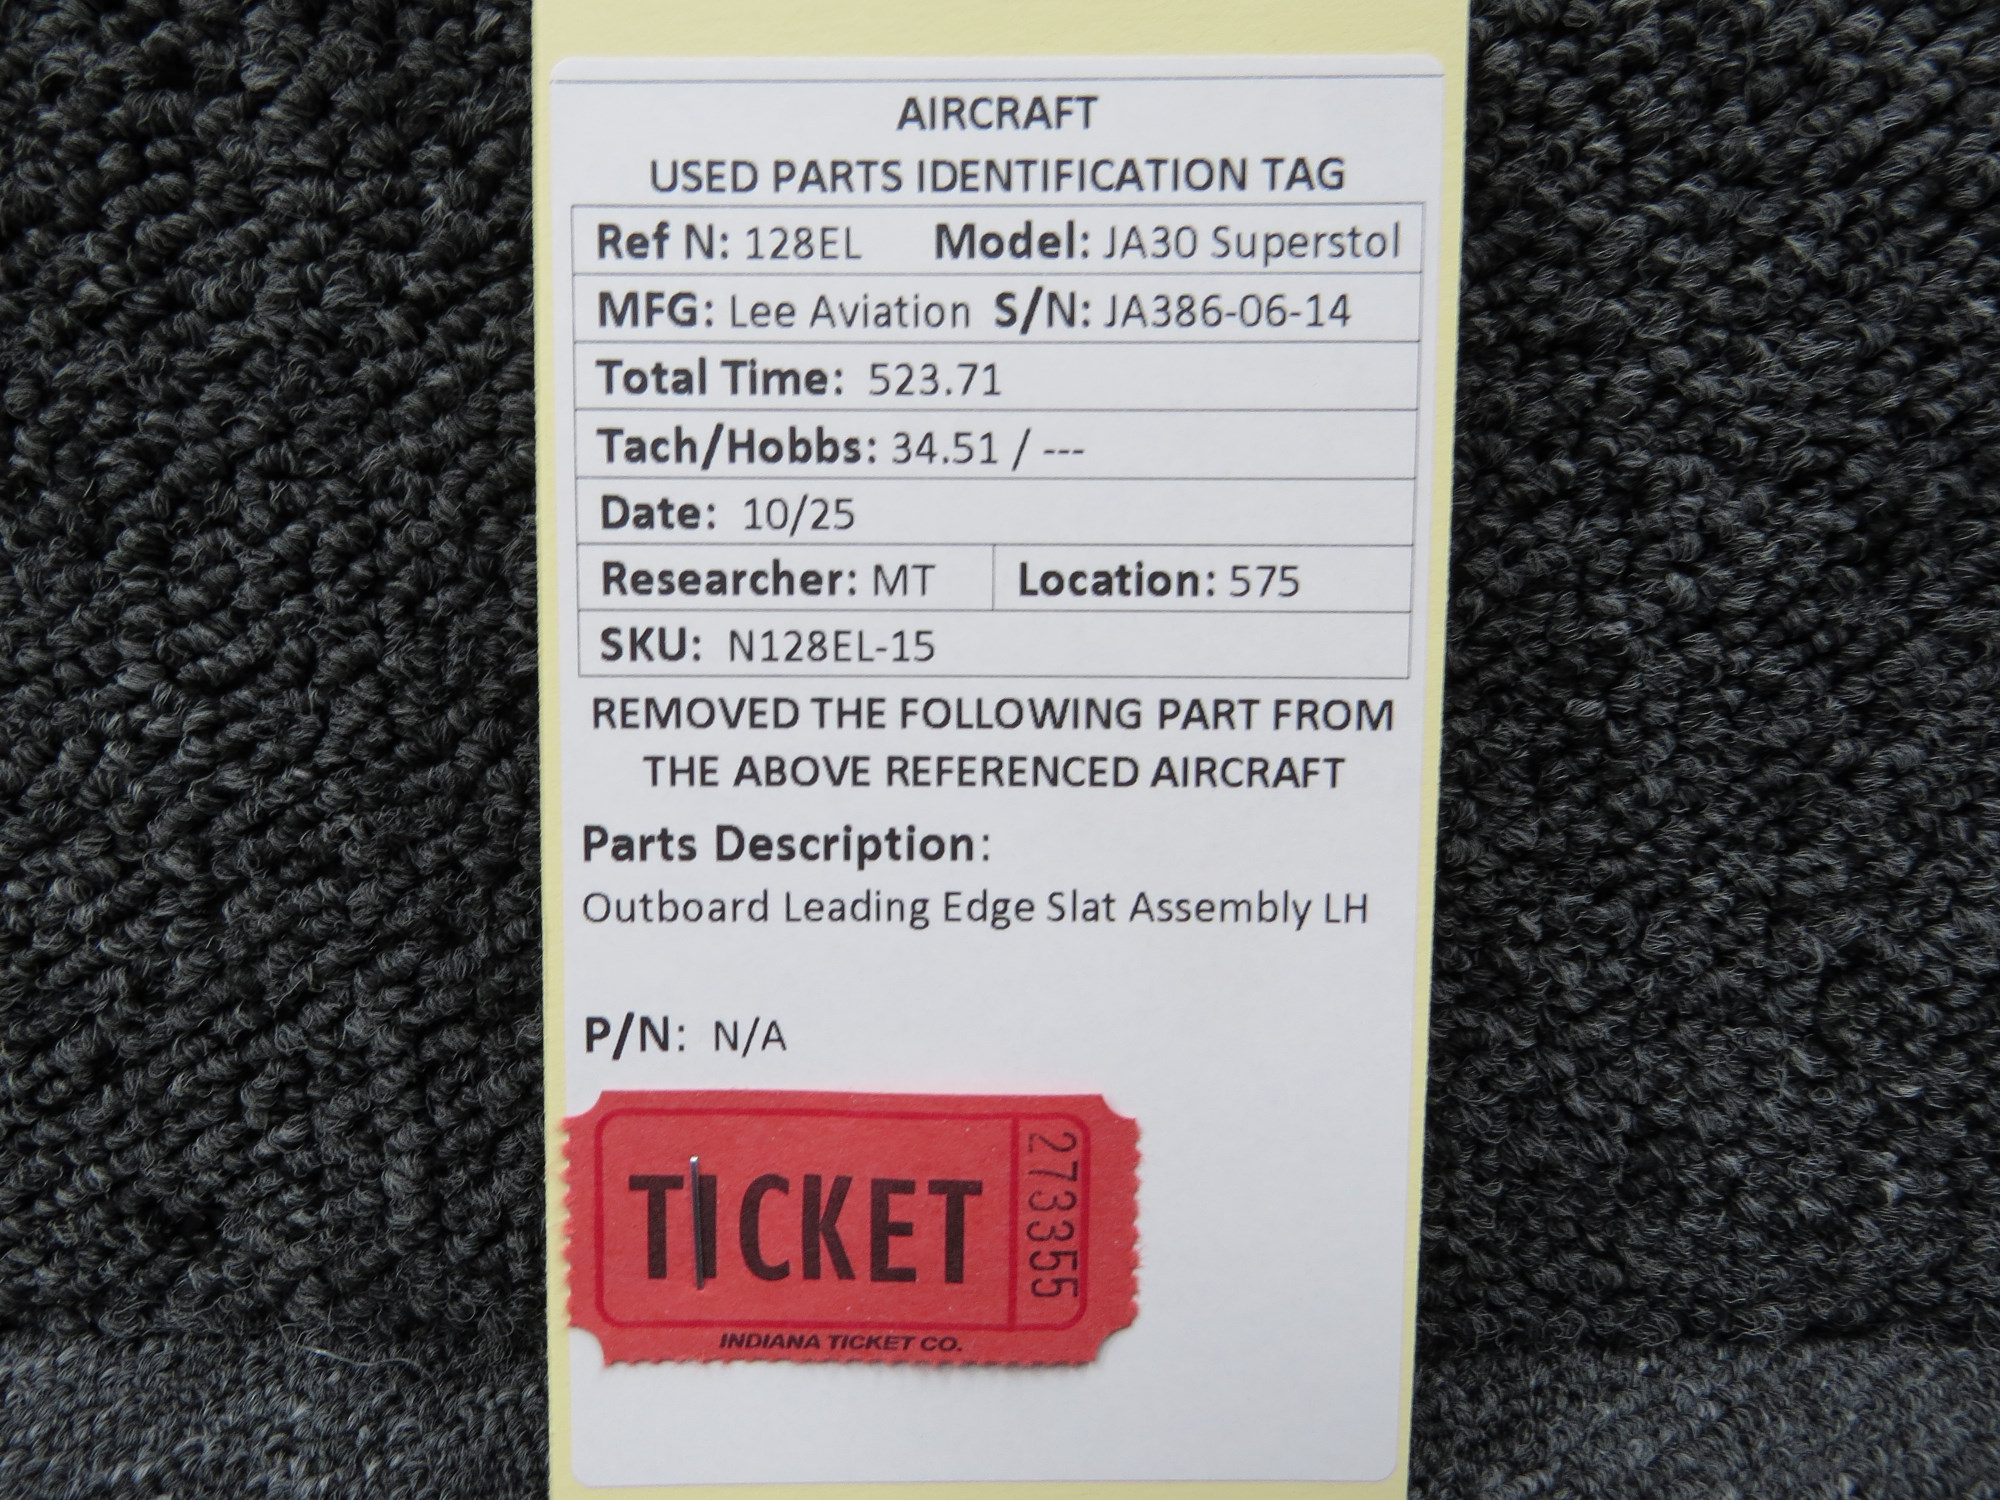 AIRCRAFT
USED PARTS IDENTIFICATION TAG
Ref N: 128EL Model: JA30 Superstol
MFG: Lee Aviation S/N: JA386-06-14
Total Time: 523.71
Tach/Hobbs: 34.51 / ---
Date: 10/25
Researcher: MT Location: 575
SKU: N128EL-15
REMOVED THE FOLLOWING PART FROM
THE ABOVE REFERENCED AIRCRAFT
Parts Description:
Outboard Leading Edge Slat Assembly LH
P/N: N/A
TICKET
273355
INDIANA TICKET CO.